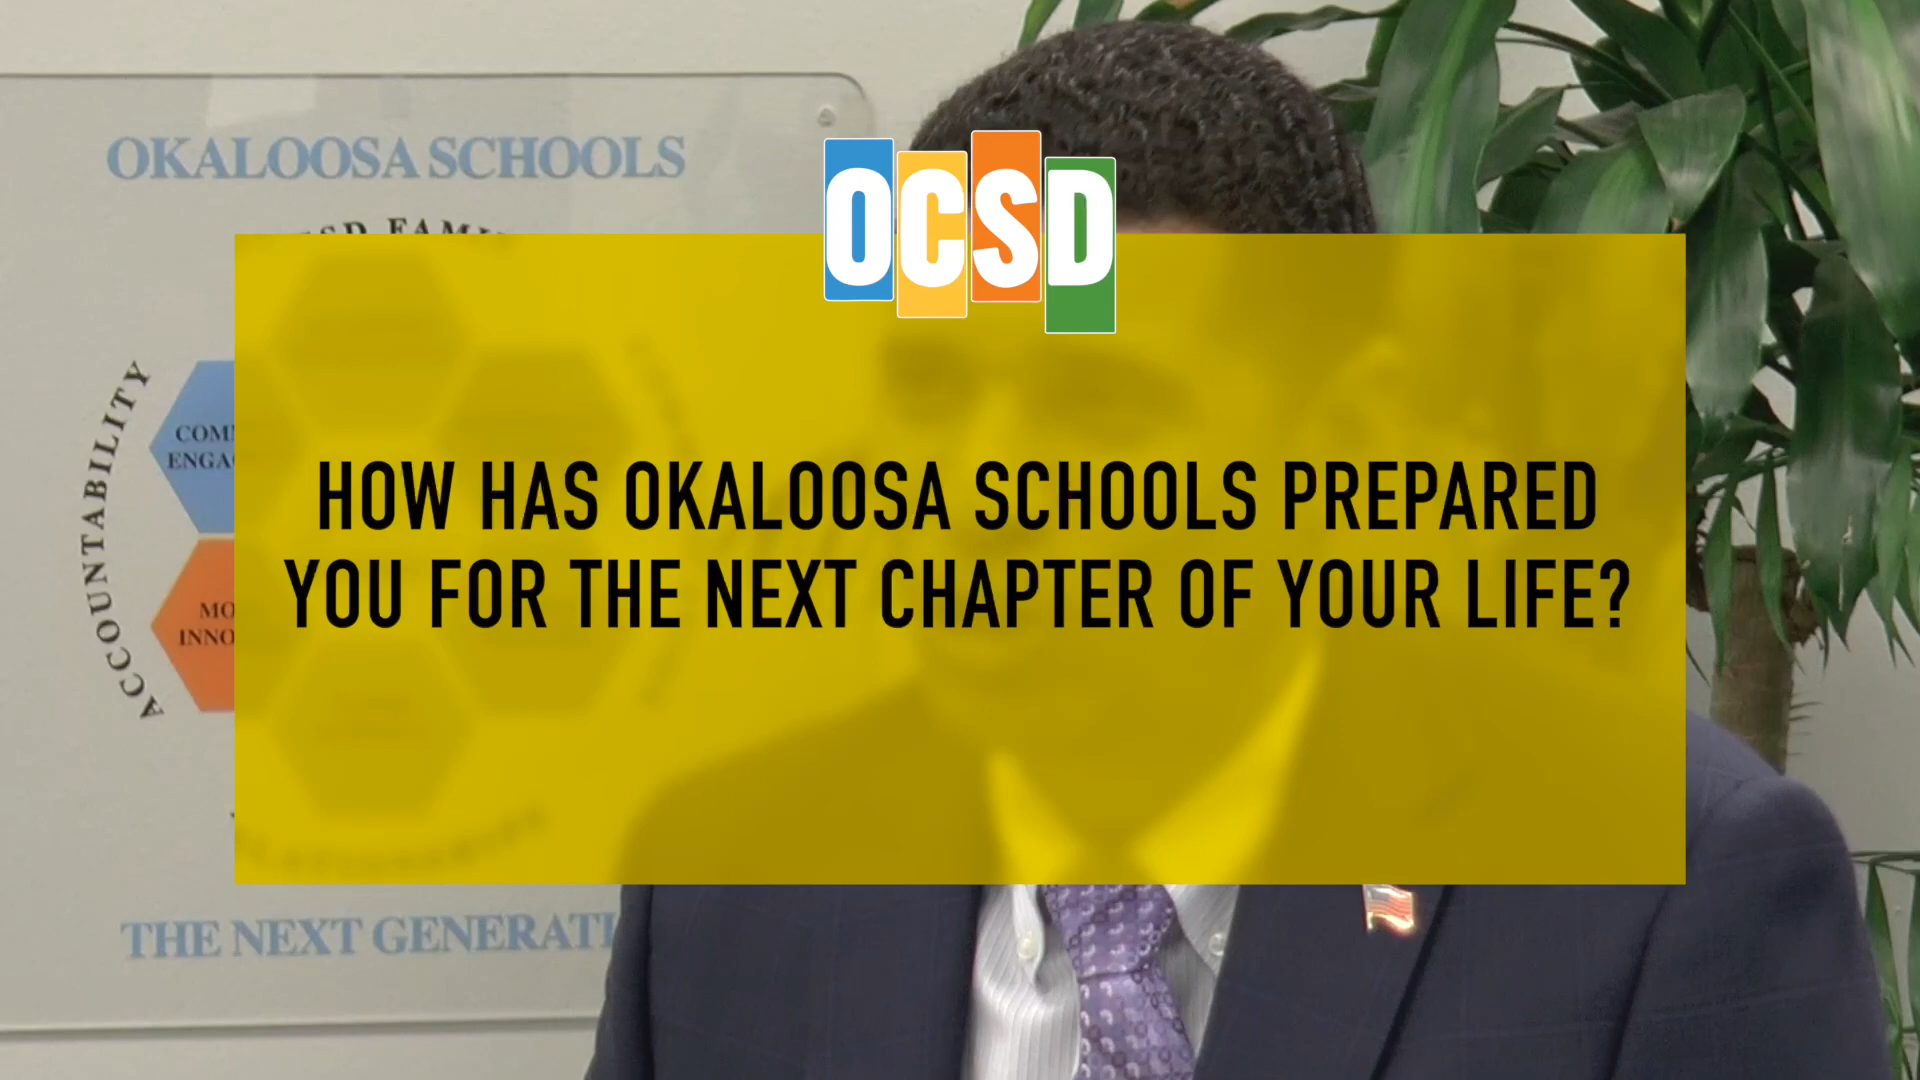 OKALOOSA SCHOOLS
OCSD
ACCOUNTABILITY
HOW HAS OKALOOSA SCHOOLS PREPARED
YOU FOR THE NEXT CHAPTER OF YOUR LIFE?
THE NEXT